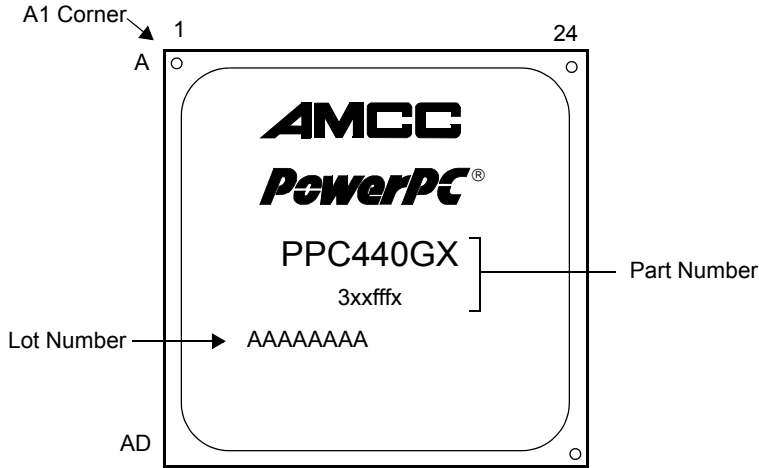 A1 Corner
1
24
A
AMCC
PowerPC®
PPC440GX
Part Number
3xxfffx
Lot Number
AAAAAAAA
AD